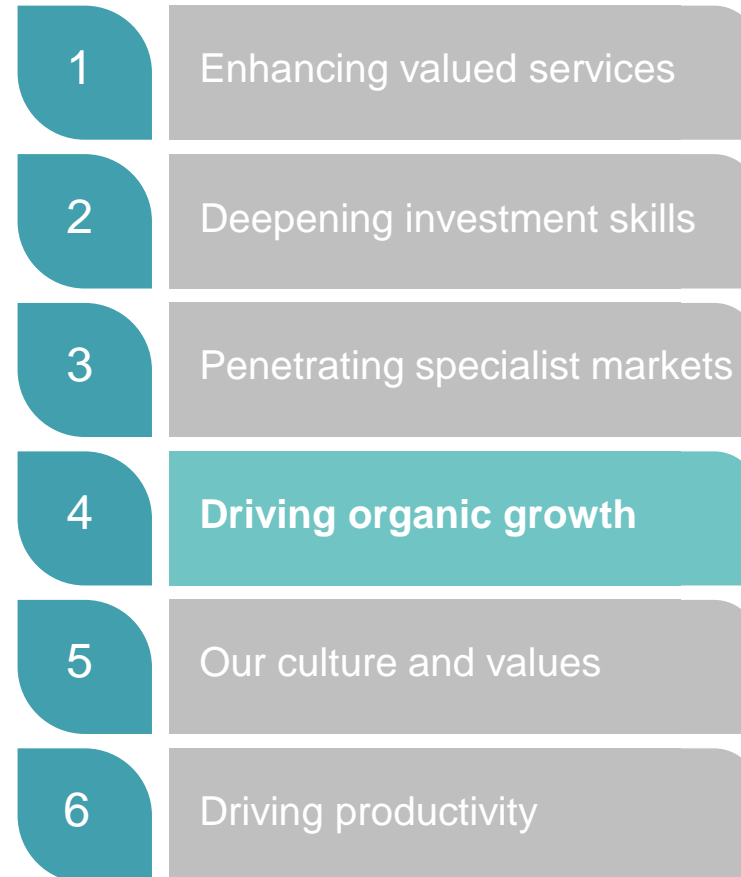 1 Enhancing valued services
2 Deepening investment skills
3 Penetrating specialist markets
4 Driving organic growth
5 Our culture and values
6 Driving productivity